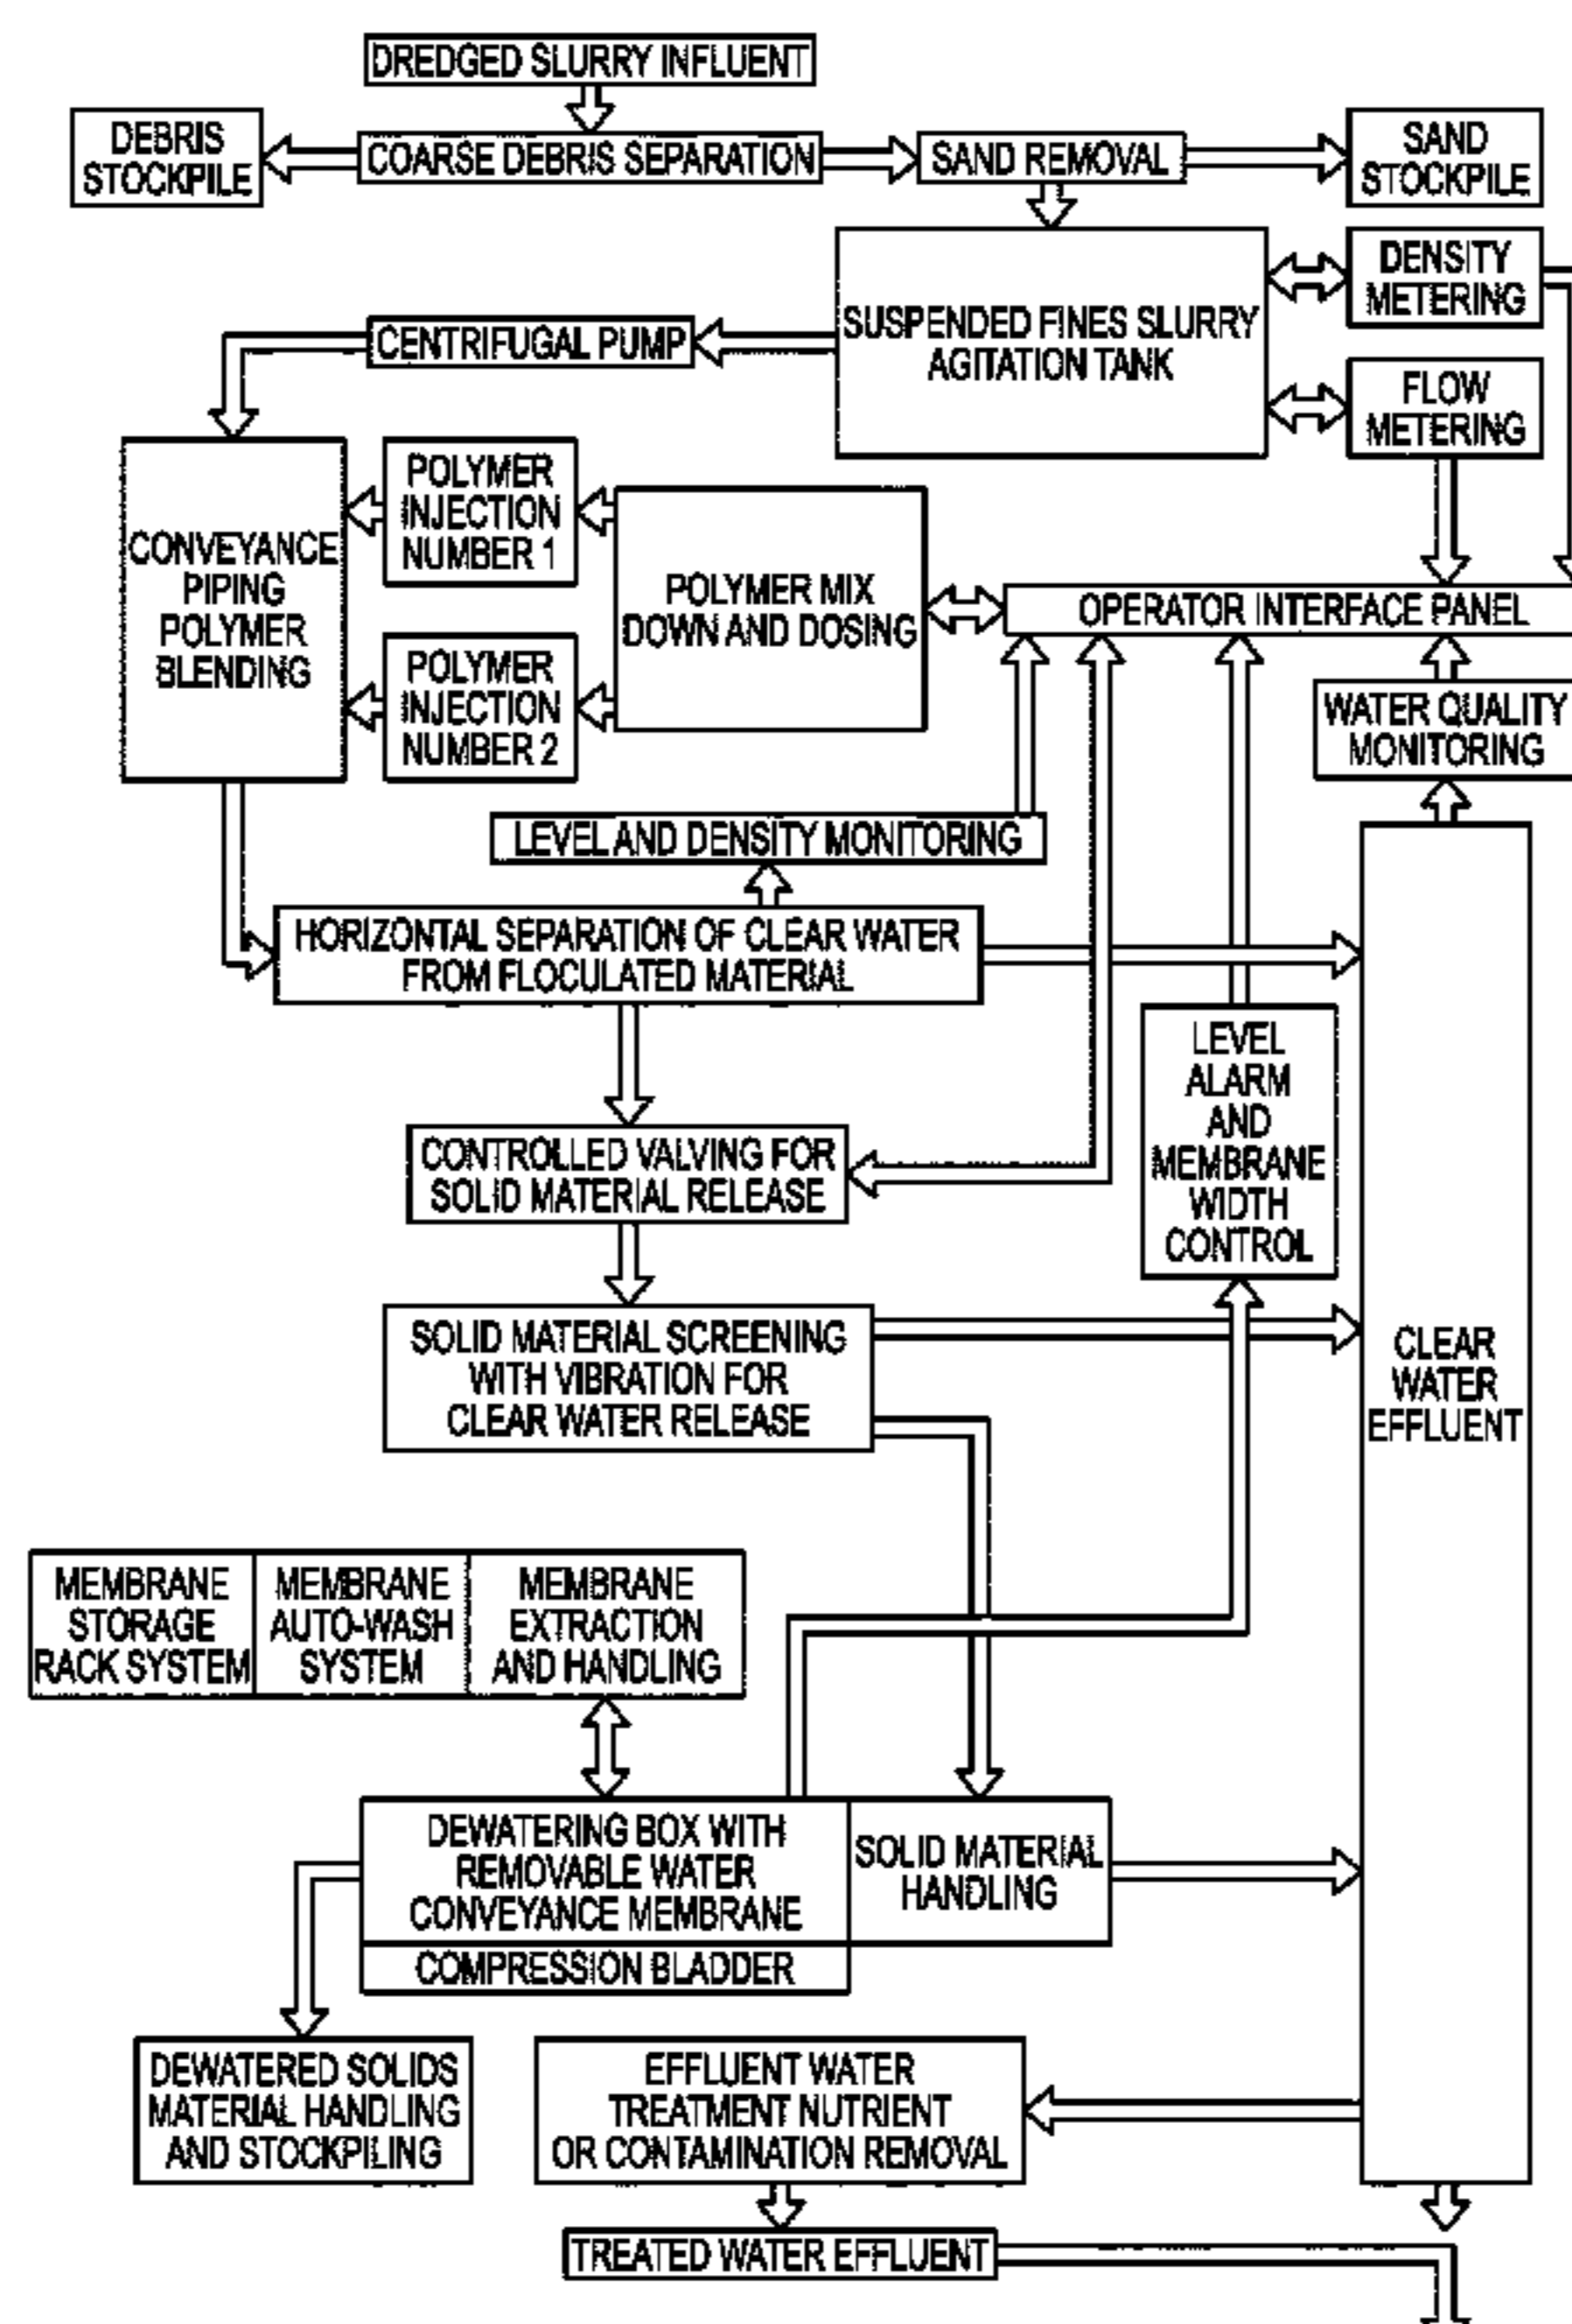 DREDGED SLURRY INFLUENT
DEBRIS
STOCKPILE
COARSE DEBRIS SEPARATION
SAND REMOVAL
SAND
STOCKPILE
SUSPENDED FINES SLURRY
AGITATION TANK
DENSITY
METERING
CENTRIFUGAL PUMP
FLOW
METERING
CONVEYANCE
PIPING
POLYMER
BLENDING
POLYMER
INJECTION
NUMBER 1
POLYMER MIX
DOWN AND DOSING
OPERATOR INTERFACE PANEL
POLYMER
INJECTION
NUMBER 2
WATER QUALITY
MONITORING
LEVEL AND DENSITY MONITORING
HORIZONTAL SEPARATION OF CLEAR WATER
FROM FLOCULATED MATERIAL
LEVEL
ALARM
AND
MEMBRANE
WIDTH
CONTROL
CONTROLLED VALVING FOR
SOLID MATERIAL RELEASE
SOLID MATERIAL SCREENING
WITH VIBRATION FOR
CLEAR WATER RELEASE
CLEAR
WATER
EFFLUENT
MEMBRANE
STORAGE
RACK SYSTEM
MEMBRANE
AUTO-WASH
SYSTEM
MEMBRANE
EXTRACTION
AND HANDLING
DEWATERING BOX WITH
REMOVABLE WATER
CONVEYANCE MEMBRANE
SOLID MATERIAL
HANDLING
COMPRESSION BLADDER
DEWATERED SOLIDS
MATERIAL HANDLING
AND STOCKPILING
EFFLUENT WATER
TREATMENT NUTRIENT
OR CONTAMINATION REMOVAL
TREATED WATER EFFLUENT